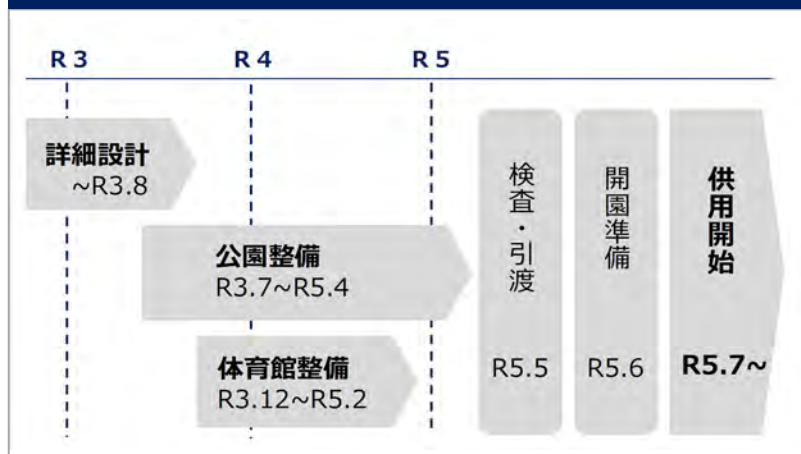 R3 R4 R5
詳細設計
~R3.8
公園整備
R3.7~R5.4
体育館整備
R3.12~R5.2
検査・引渡
R5.5
開園準備
R5.6
供用開始
R5.7~